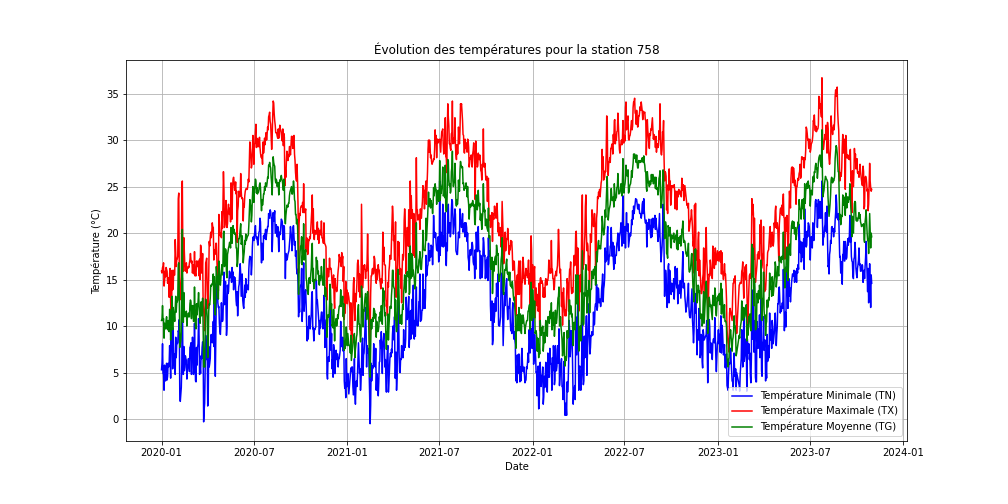 Évolution des températures pour la station 758
Température (°C)
35
30
25
20
15
10
5
0
2020-01
2020-07
2021-01
2021-07
2022-01
2022-07
2023-01
2023-07
2024-01
Date
Température Minimale (TN)
Température Maximale (TX)
Température Moyenne (TG)